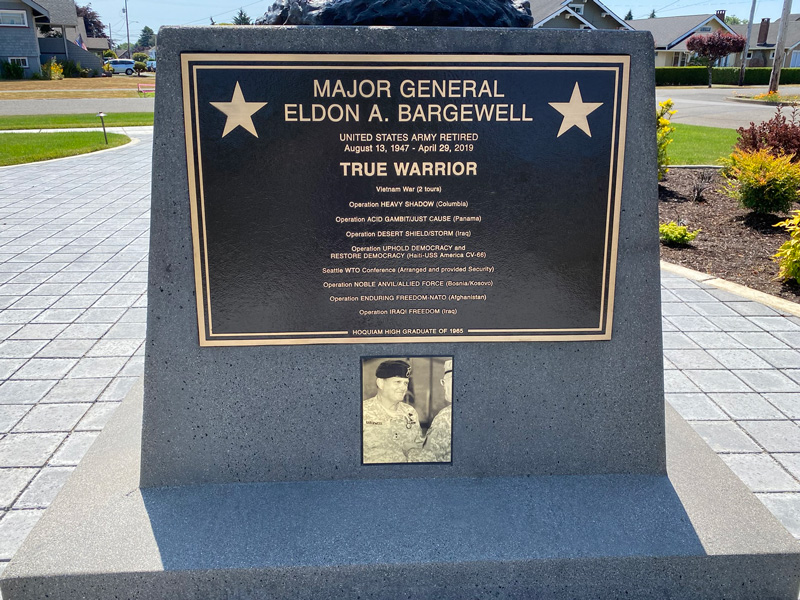 MAJOR GENERAL
ELDON A. BARGEWELL
UNITED STATES ARMY RETIRED
August 13, 1947 - April 29, 2019
TRUE WARRIOR
Vietnam War (2 tours)
Operation HEAVY SHADOW (Columbia)
Operation ACID GAMBIT/JUST CAUSE (Panama)
Operation DESERT SHIELD/STORM (Iraq)
Operation UPHOLD DEMOCRACY and
RESTORE DEMOCRACY (Haiti-USS America CV-66)
Seattle WTO Conference (Arranged and provided Security)
Operation NOBLE ANVIL/ALLIED FORCE (Bosnia/Kosovo)
Operation ENDURING FREEDOM-NATO (Afghanistan)
Operation IRAQI FREEDOM (Iraq)
HOQUIAM HIGH GRADUATE OF 1965